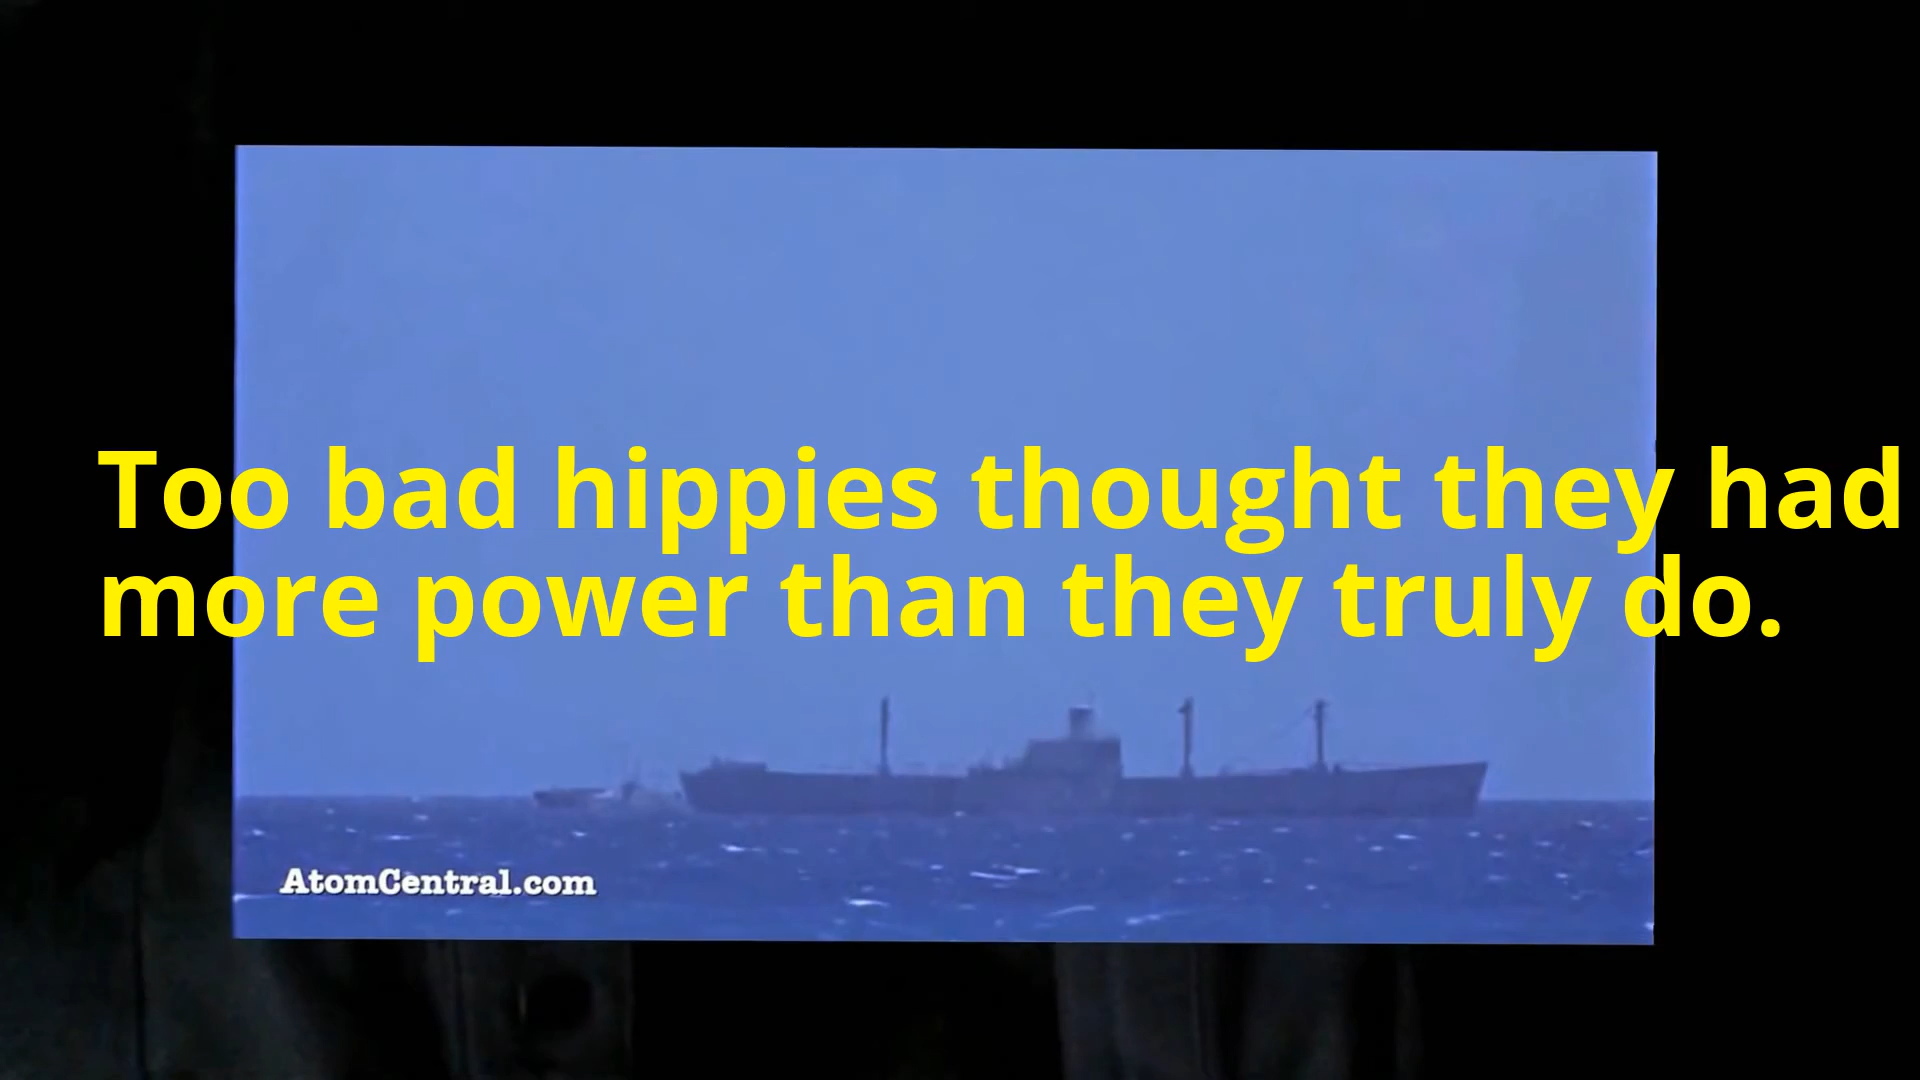 Too bad hippies thought they had
more power than they truly do.
AtomCentral.com